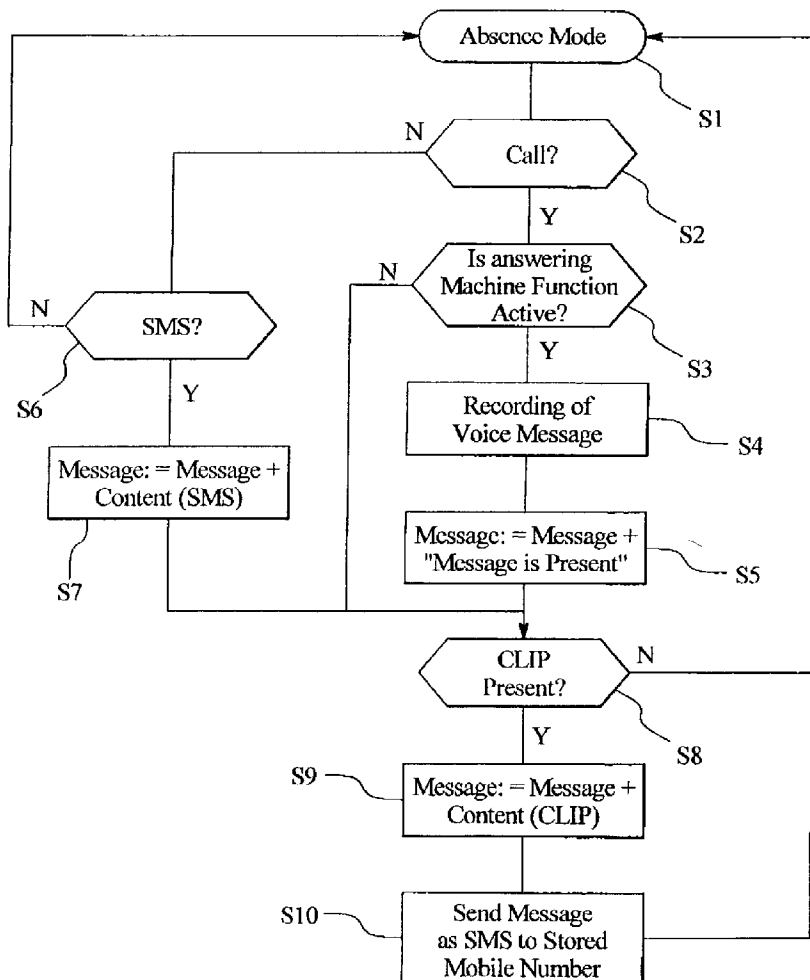 Absence Mode
S1
N
Call?
S2
Y
N
Is answering
Machine Function
Active?
S3
N
SMS?
S6
Y
Y
Recording of
Voice Message
S4
Message: = Message +
Content (SMS)
S7
Message: = Message +
"Message is Present"
S5
CLIP
Present?
N
S8
Y
S9
Message: = Message +
Content (CLIP)
S10
Send Message
as SMS to Stored
Mobile Number